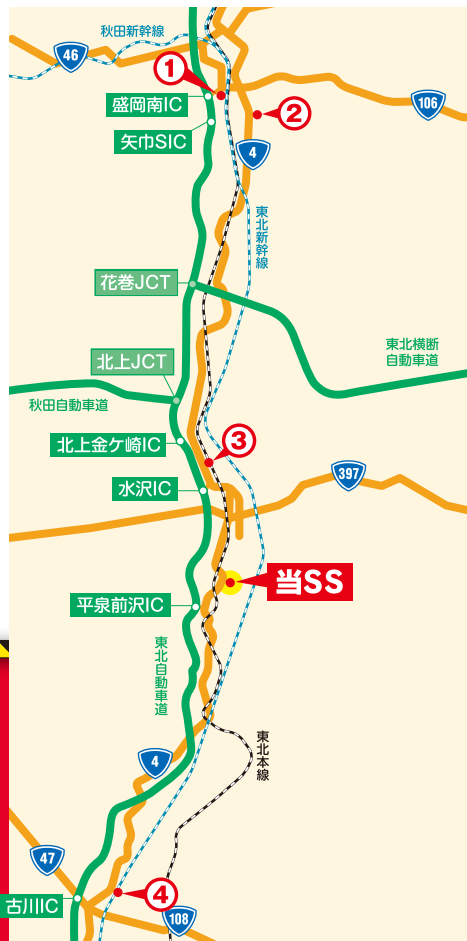 秋田新幹線
46
①
盛岡南IC
106
②
矢巾SIC
4
東北新幹線
花巻JCT
東北横断
自動車道
北上JCT
秋田自動車道
③
北上金ケ崎IC
397
水沢IC
当SS
平泉前沢IC
東北自動車道
東北本線
4
47
④
古川IC
108